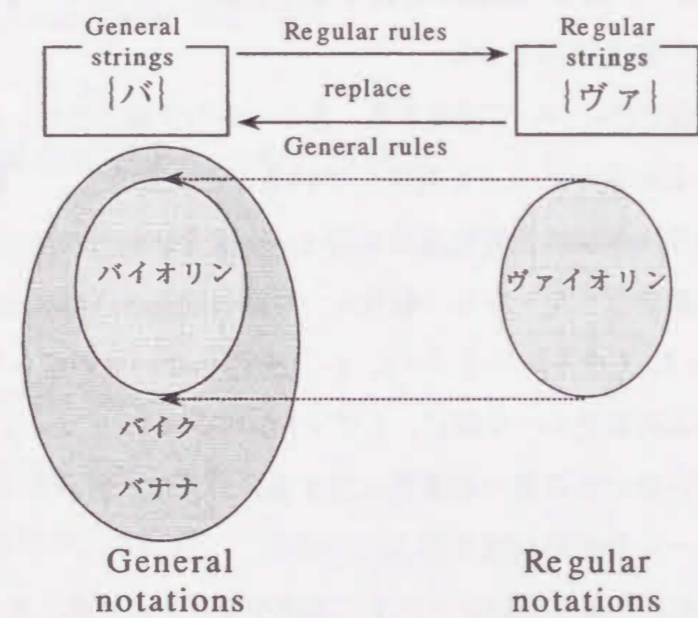 General
strings
{バ}
Regular rules
replace
General rules
Regular
strings
{ヴァ}
バイオリン
バイク
バナナ
ヴァイオリン
General
notations
Regular
notations